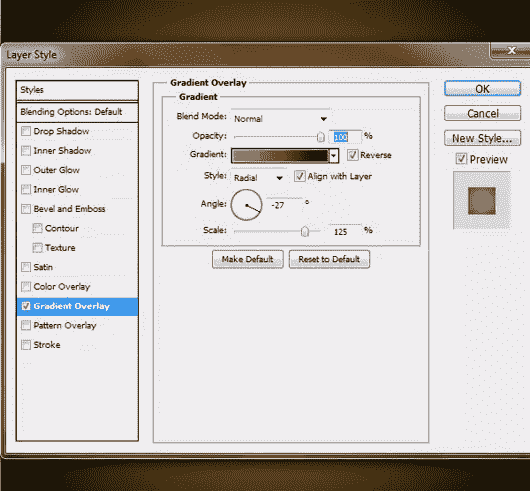 Layer Style
Styles
Blending Options: Default
Drop Shadow
Inner Shadow
Outer Glow
Inner Glow
Bevel and Emboss
Contour
Texture
Satin
Color Overlay
Gradient Overlay
Pattern Overlay
Stroke
Gradient Overlay
Gradient
Blend Mode: Normal
Opacity: 100 %
Gradient: Reverse
Style: Radial Align with Layer
Angle: -27 °
Scale: 125 %
Make Default Reset to Default
OK
Cancel
New Style...
Preview